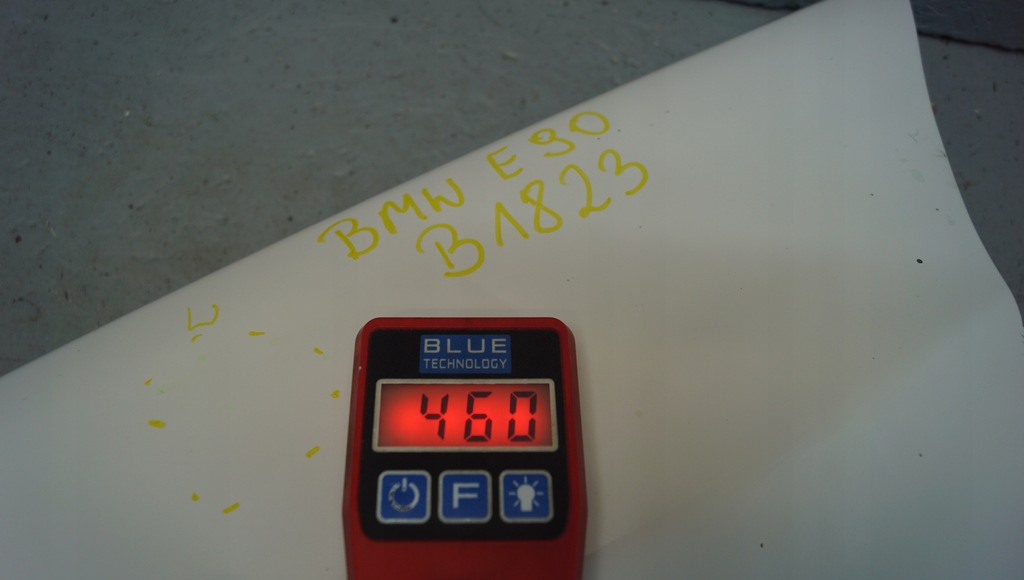 BMW E90
B1823
L
BLUE
TECHNOLOGY
460
F